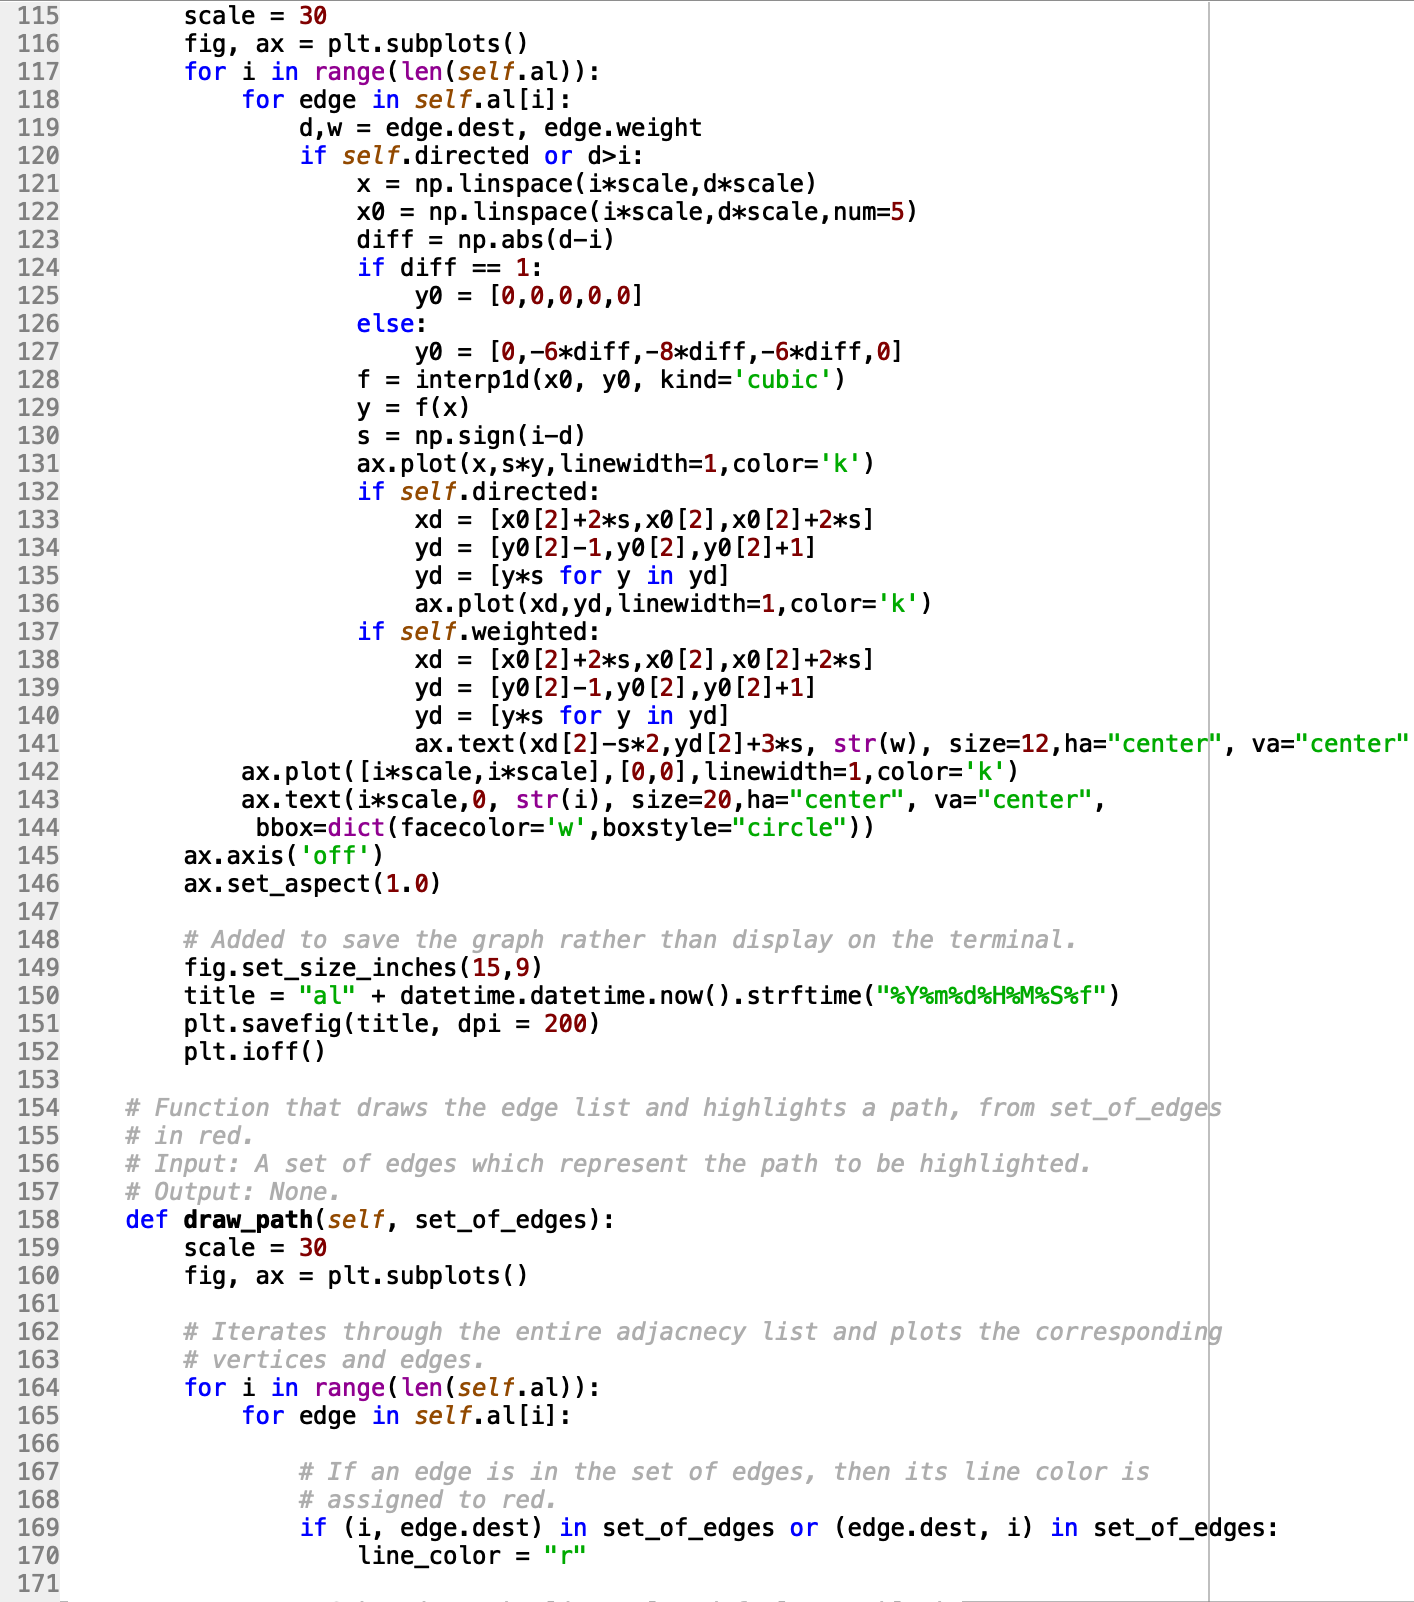 115 scale = 30
116 fig, ax = plt.subplots()
117 for i in range(len(self.al)):
118 for edge in self.al[i]:
119 d,w = edge.dest, edge.weight
120 if self.directed or d>i:
121 x = np.linspace(i*scale,d*scale)
122 x0 = np.linspace(i*scale,d*scale,num=5)
123 diff = np.abs(d-i)
124 if diff == 1:
125 y0 = [0,0,0,0,0]
126 else:
127 y0 = [0,-6*diff,-8*diff,-6*diff,0]
128 f = interp1d(x0, y0, kind='cubic')
129 y = f(x)
130 s = np.sign(i-d)
131 ax.plot(x,s*y,linewidth=1,color='k')
132 if self.directed:
133 xd = [x0[2]+2*s,x0[2],x0[2]+2*s]
134 yd = [y0[2]-1,y0[2],y0[2]+1]
135 yd = [y*s for y in yd]
136 ax.plot(xd,yd,linewidth=1,color='k')
137 if self.weighted:
138 xd = [x0[2]+2*s,x0[2],x0[2]+2*s]
139 yd = [y0[2]-1,y0[2],y0[2]+1]
140 yd = [y*s for y in yd]
141 ax.text(xd[2]-s*2,yd[2]+3*s, str(w), size=12,ha="center", va="center"
142 ax.plot([i*scale,i*scale],[0,0],linewidth=1,color='k')
143 ax.text(i*scale,0, str(i), size=20,ha="center", va="center",
144 bbox=dict(facecolor='w',boxstyle="circle"))
145 ax.axis('off')
146 ax.set_aspect(1.0)
147
148 # Added to save the graph rather than display on the terminal.
149 fig.set_size_inches(15,9)
150 title = "al" + datetime.datetime.now().strftime("%Y%m%d%H%M%S%f")
151 plt.savefig(title, dpi = 200)
152 plt.ioff()
153
154 # Function that draws the edge list and highlights a path, from set_of_edges
155 # in red.
156 # Input: A set of edges which represent the path to be highlighted.
157 # Output: None.
158 def draw_path(self, set_of_edges):
159 scale = 30
160 fig, ax = plt.subplots()
161
162 # Iterates through the entire adjacnecy list and plots the corresponding
163 # vertices and edges.
164 for i in range(len(self.al)):
165 for edge in self.al[i]:
166
167 # If an edge is in the set of edges, then its line color is
168 # assigned to red.
169 if (i, edge.dest) in set_of_edges or (edge.dest, i) in set_of_edges:
170 line_color = "r"
171